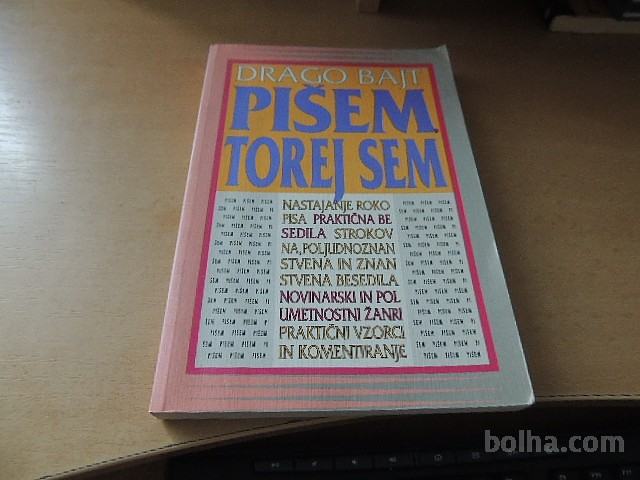 DRAGO BAJT
PIŠEM,
TOREJ SEM
NASTAJANJE ROKO
PISA PRAKTIČNA BE
SEDILA STROKOV
NA, POLJUDNOZNAN
STVENA IN ZNAN
STVENA BESEDILA
NOVINARSKI IN POL
UMETNOSTNI ŽANRI
PRAKTIČNI VZORCI
IN KOMENTIRANJE
bolha.com